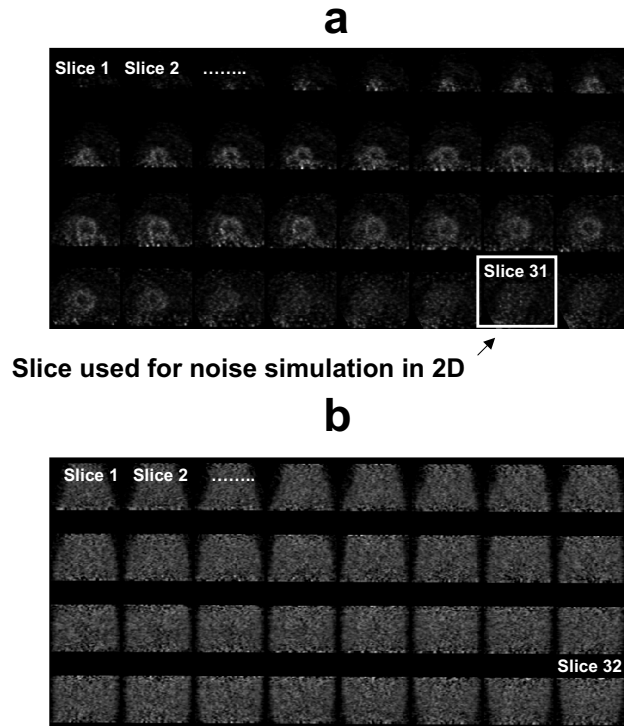 a
Slice 1 Slice 2 ........
Slice 31
Slice used for noise simulation in 2D
b
Slice 1 Slice 2 ........
Slice 32